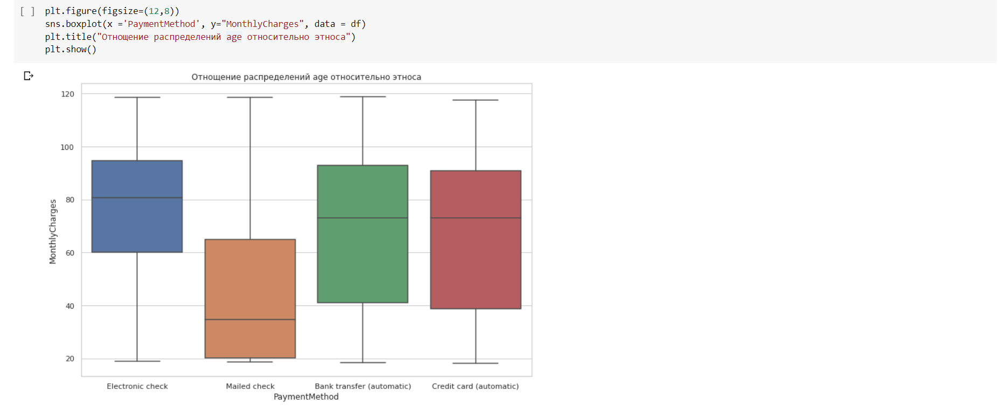 [ ] plt.figure(figsize=(12,8))
sns.boxplot(x ='PaymentMethod', y="MonthlyCharges", data = df)
plt.title("Отнощение распределений age относительно этноса")
plt.show()
Отнощение распределений age относительно этноса
120
100
80
60
40
20
MonthlyCharges
Electronic check Mailed check Bank transfer (automatic) Credit card (automatic)
PaymentMethod